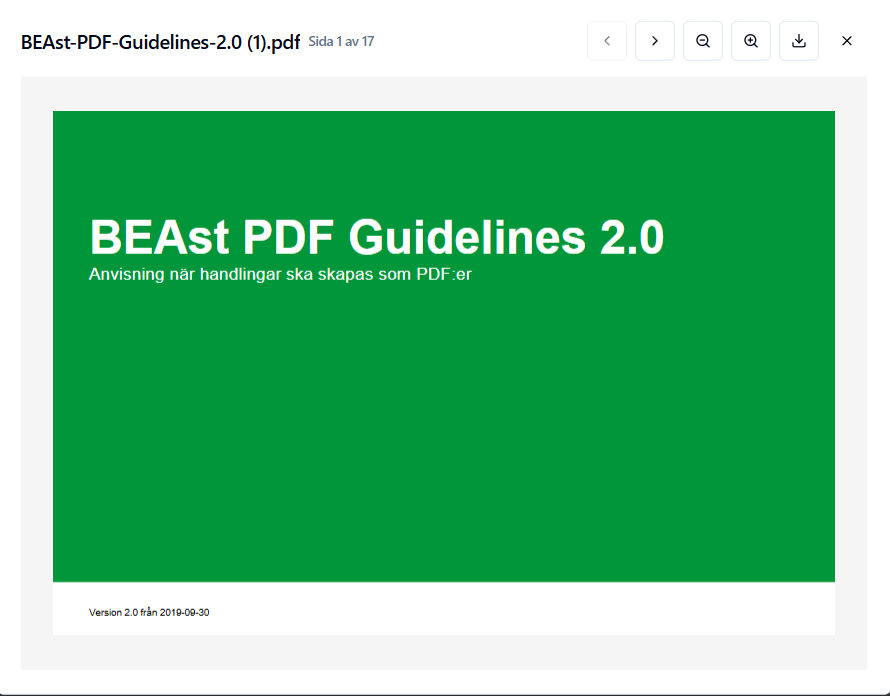 BEAst-PDF-Guidelines-2.0 (1).pdf Sida 1 av 17
BEAst PDF Guidelines 2.0
Anvisning när handlingar ska skapas som PDF:er
Version 2.0 från 2019-09-30